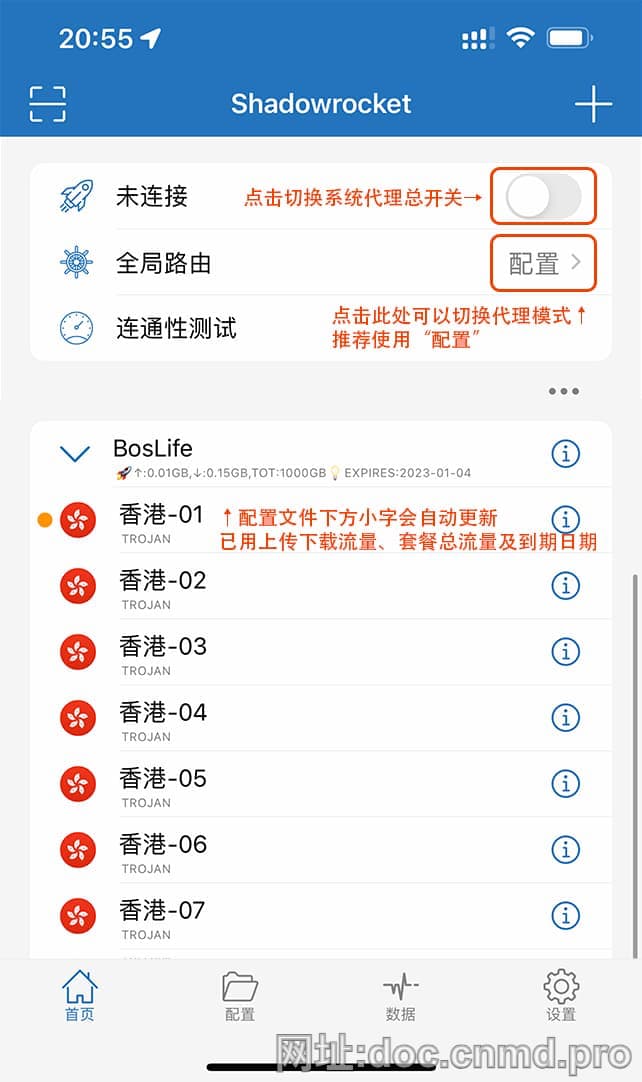 20:55
Shadowrocket
未连接 点击切换系统代理总开关→
全局路由 配置
连通性测试 点击此处可以切换代理模式↑
推荐使用“配置”
BosLife
🚀↑:0.01GB,↓:0.15GB,TOT:1000GB💡EXPIRES:2023-01-04
香港-01 ↑配置文件下方小字会自动更新
TROJAN 已用上传下载流量、套餐总流量及到期日期
香港-02
TROJAN
香港-03
TROJAN
香港-04
TROJAN
香港-05
TROJAN
香港-06
TROJAN
香港-07
TROJAN
首页 配置 数据 设置
网址:doc.cnmd.pro